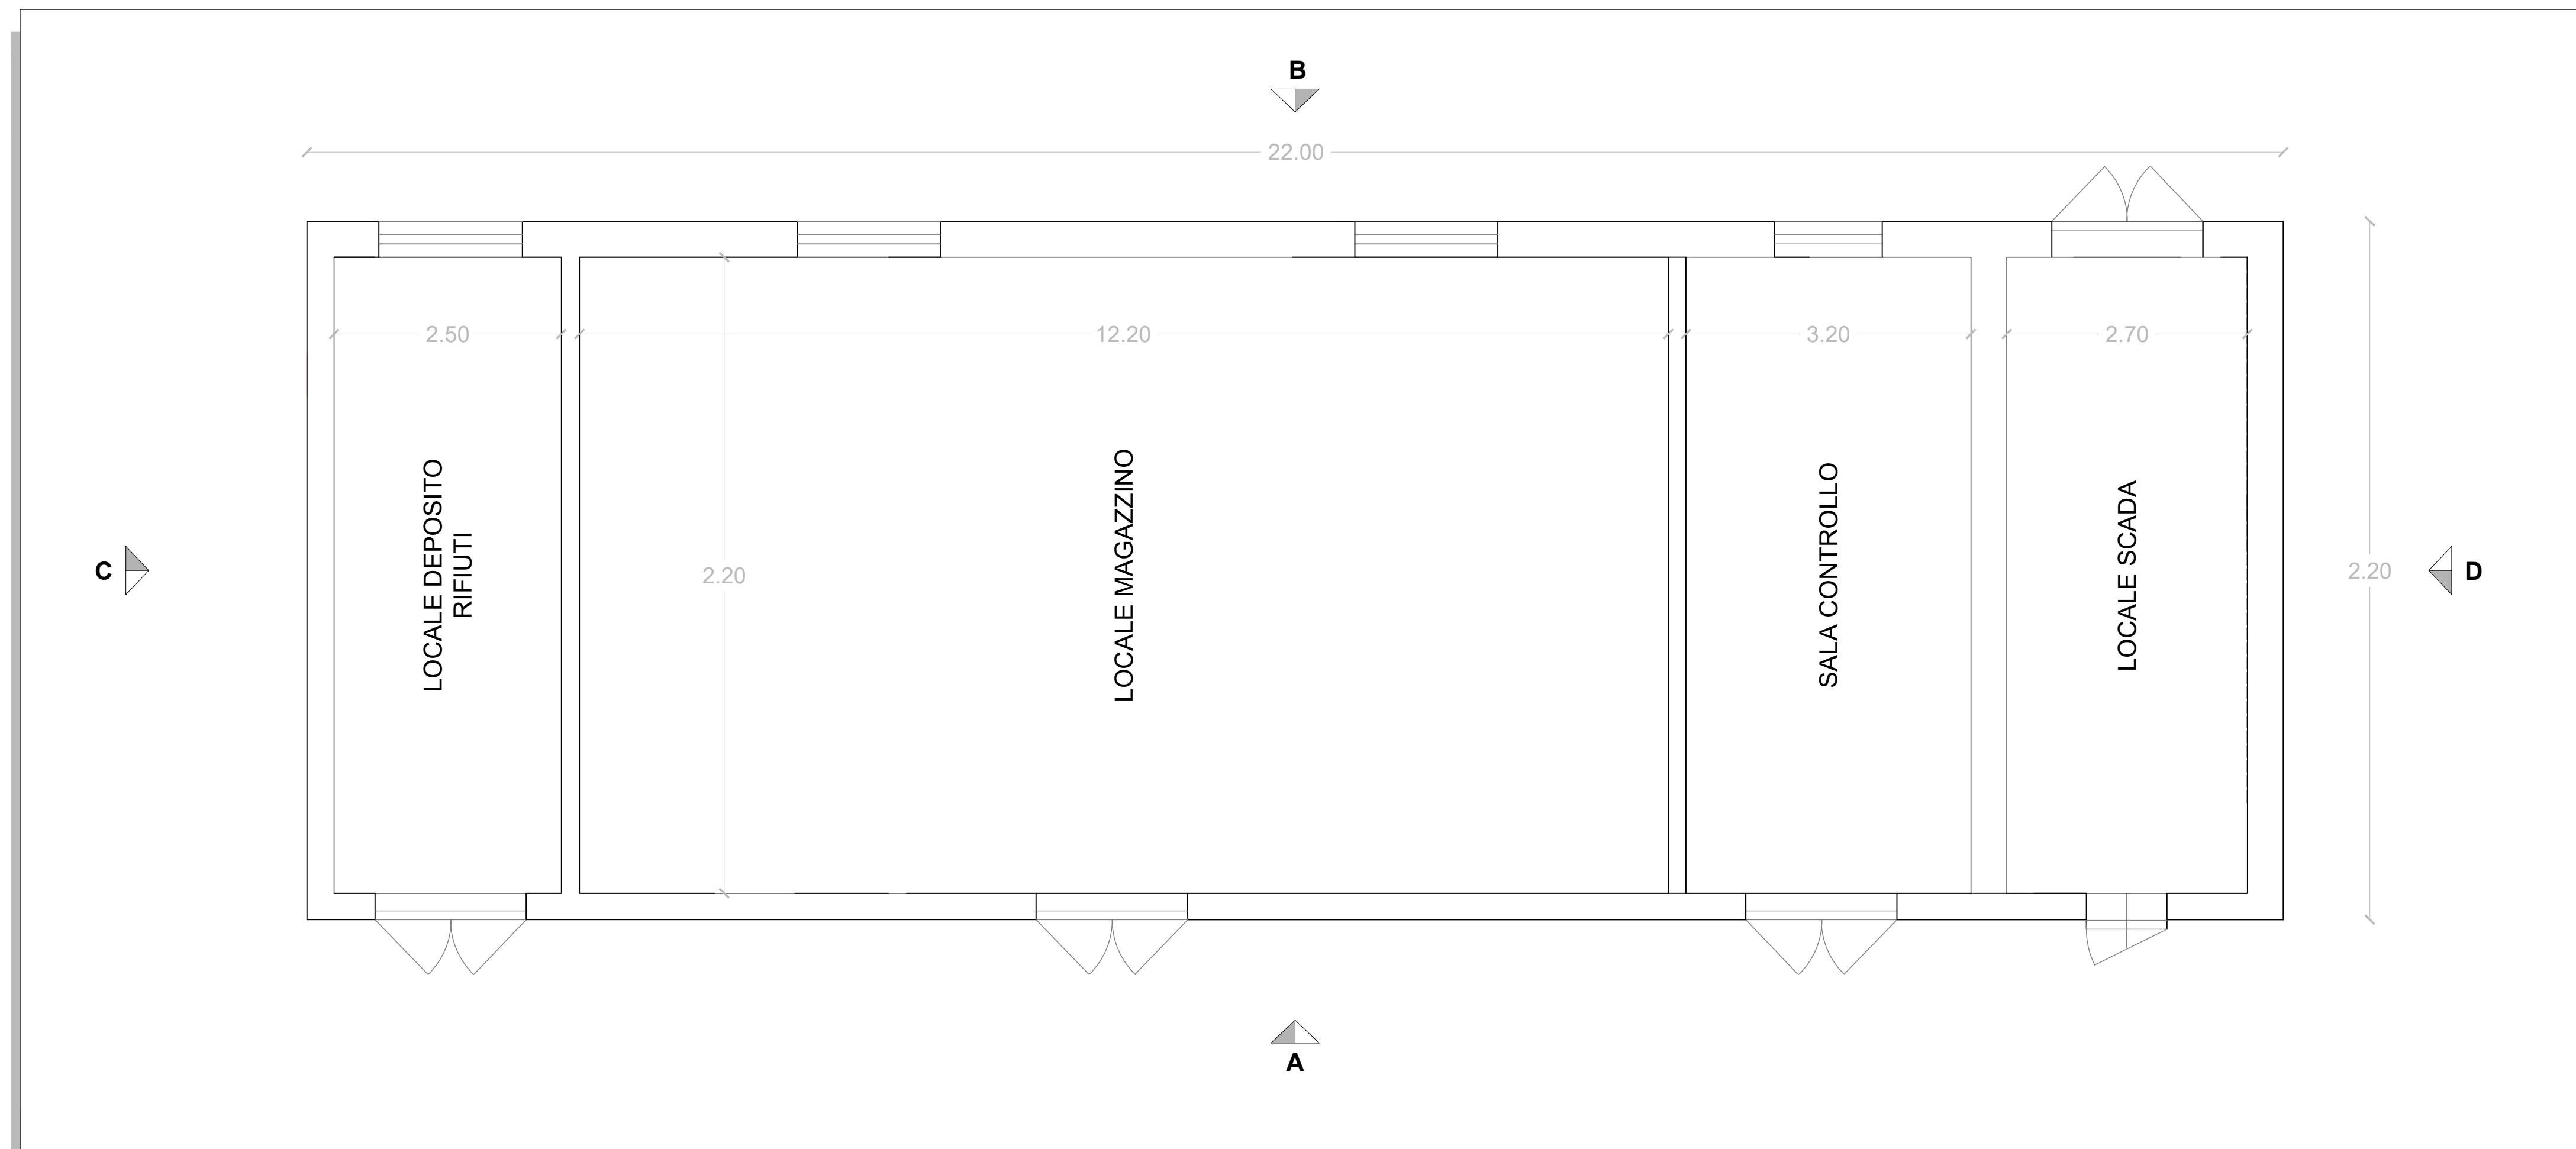 B
22.00
2.50
12.20
3.20
2.70
LOCALE DEPOSITO
RIFIUTI
2.20
LOCALE MAGAZZINO
SALA CONTROLLO
LOCALE SCADA
2.20
C
D
A